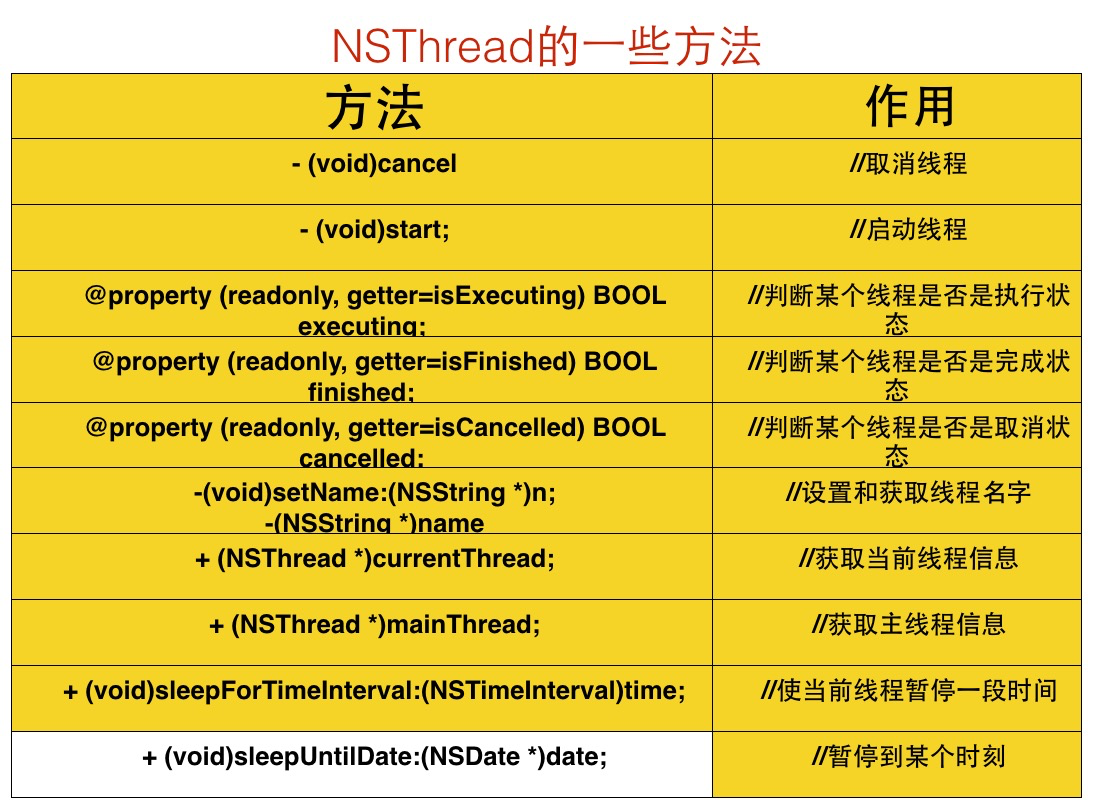 NSThread的一些方法
方法
作用
- (void)cancel
//取消线程
- (void)start;
//启动线程
@property (readonly, getter=isExecuting) BOOL
executing;
//判断某个线程是否是执行状
态
@property (readonly, getter=isFinished) BOOL
finished;
//判断某个线程是否是完成状
态
@property (readonly, getter=isCancelled) BOOL
cancelled;
//判断某个线程是否是取消状
态
-(void)setName:(NSString *)n;
-(NSString *)name
//设置和获取线程名字
+ (NSThread *)currentThread;
//获取当前线程信息
+ (NSThread *)mainThread;
//获取主线程信息
+ (void)sleepForTimeInterval:(NSTimeInterval)time;
//使当前线程暂停一段时间
+ (void)sleepUntilDate:(NSDate *)date;
//暂停到某个时刻